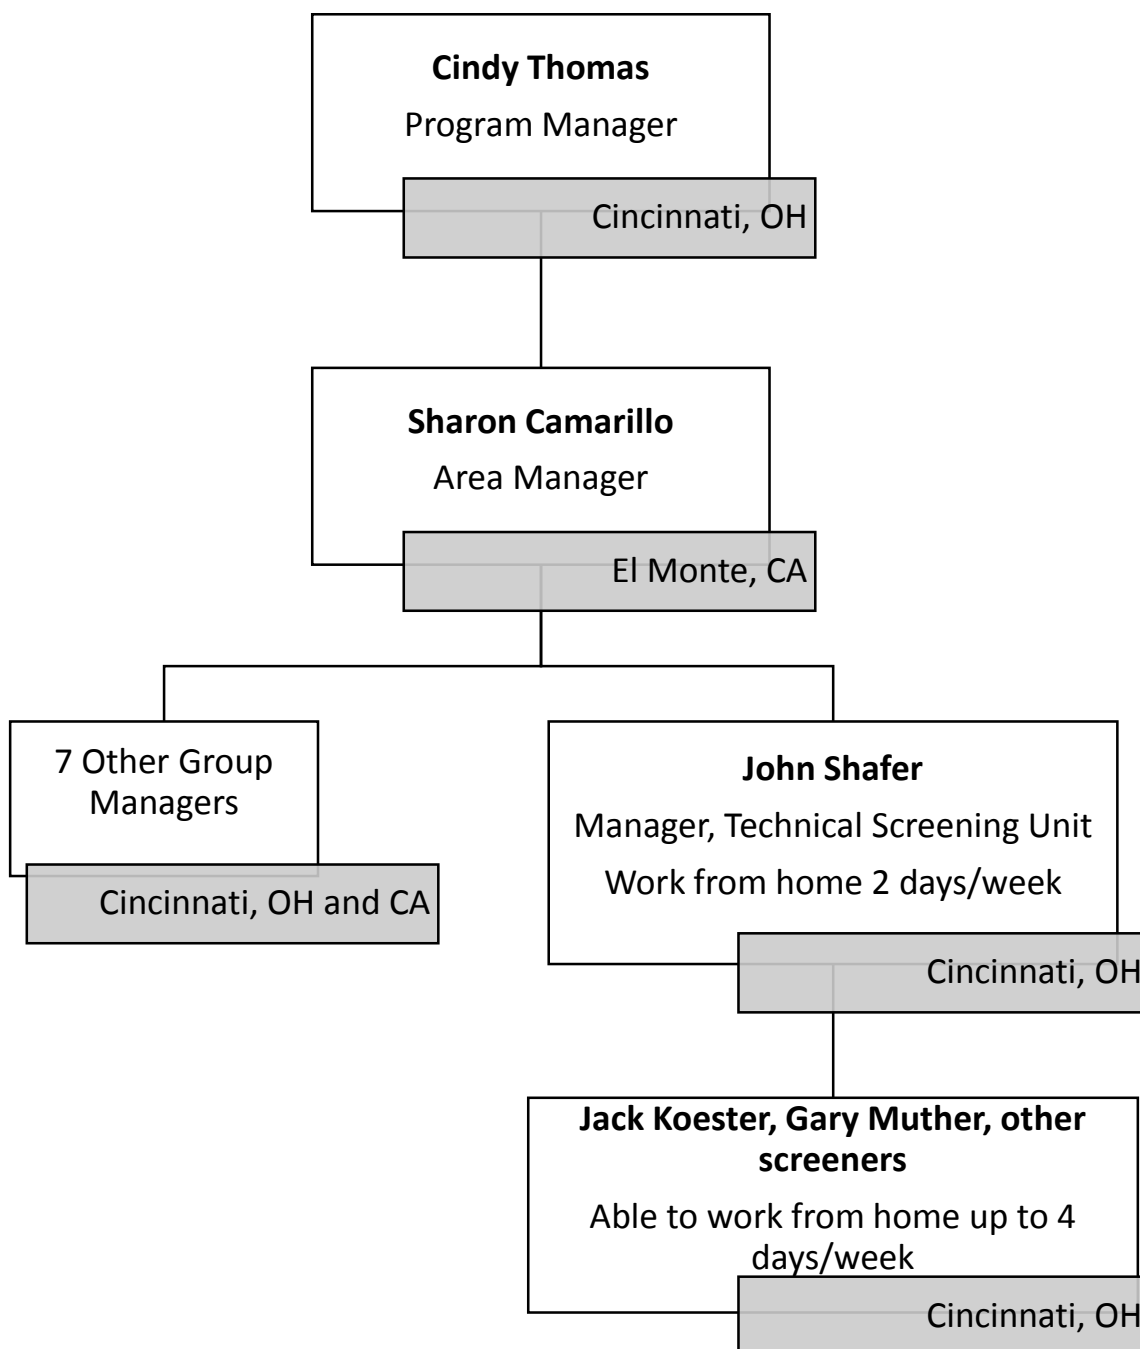 Cindy Thomas
Program Manager
Cincinnati, OH
Sharon Camarillo
Area Manager
El Monte, CA
7 Other Group
Managers
Cincinnati, OH and CA
John Shafer
Manager, Technical Screening Unit
Work from home 2 days/week
Cincinnati, OH
Jack Koester, Gary Muther, other
screeners
Able to work from home up to 4
days/week
Cincinnati, OH